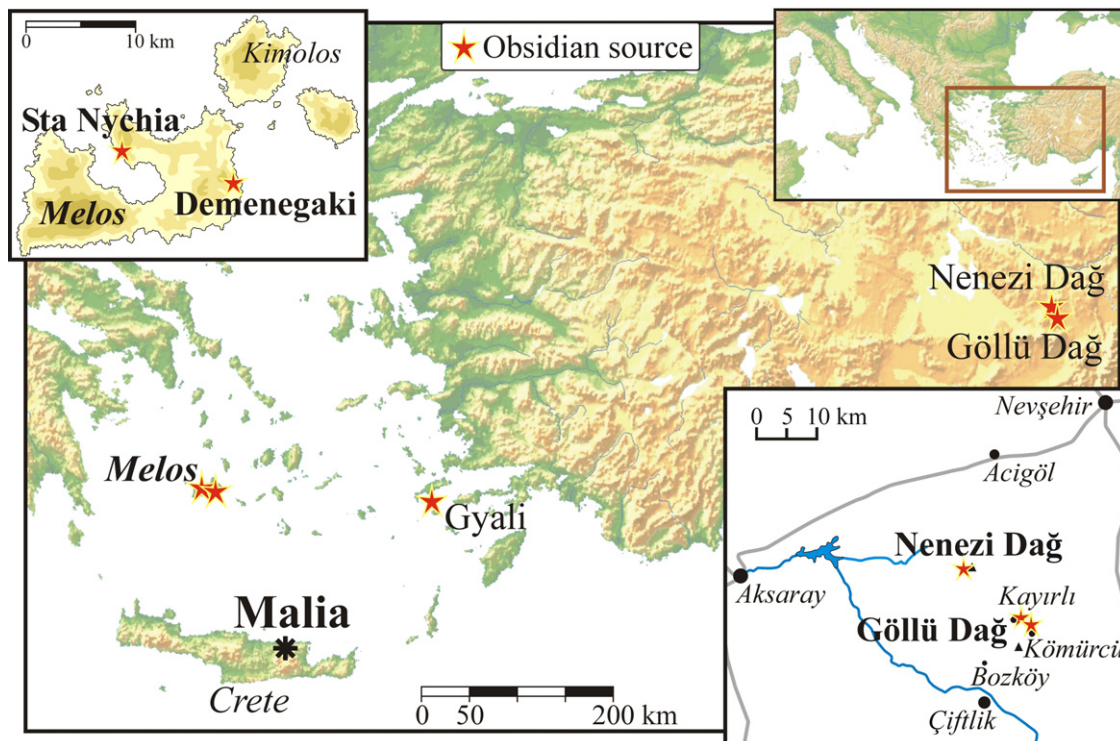 0 10 km
Kimolos
Sta Nychia
Demenegaki
Melos
Obsidian source
Nenezi Dağ
Göllü Dağ
Melos
Gyali
Malia
Crete
0 50 200 km
0 5 10 km
Nevşehir
Acigöl
Nenezi Dağ
Aksaray
Kayırlı
Göllü Dağ
Kömürcü
Bozköy
Çiftlik